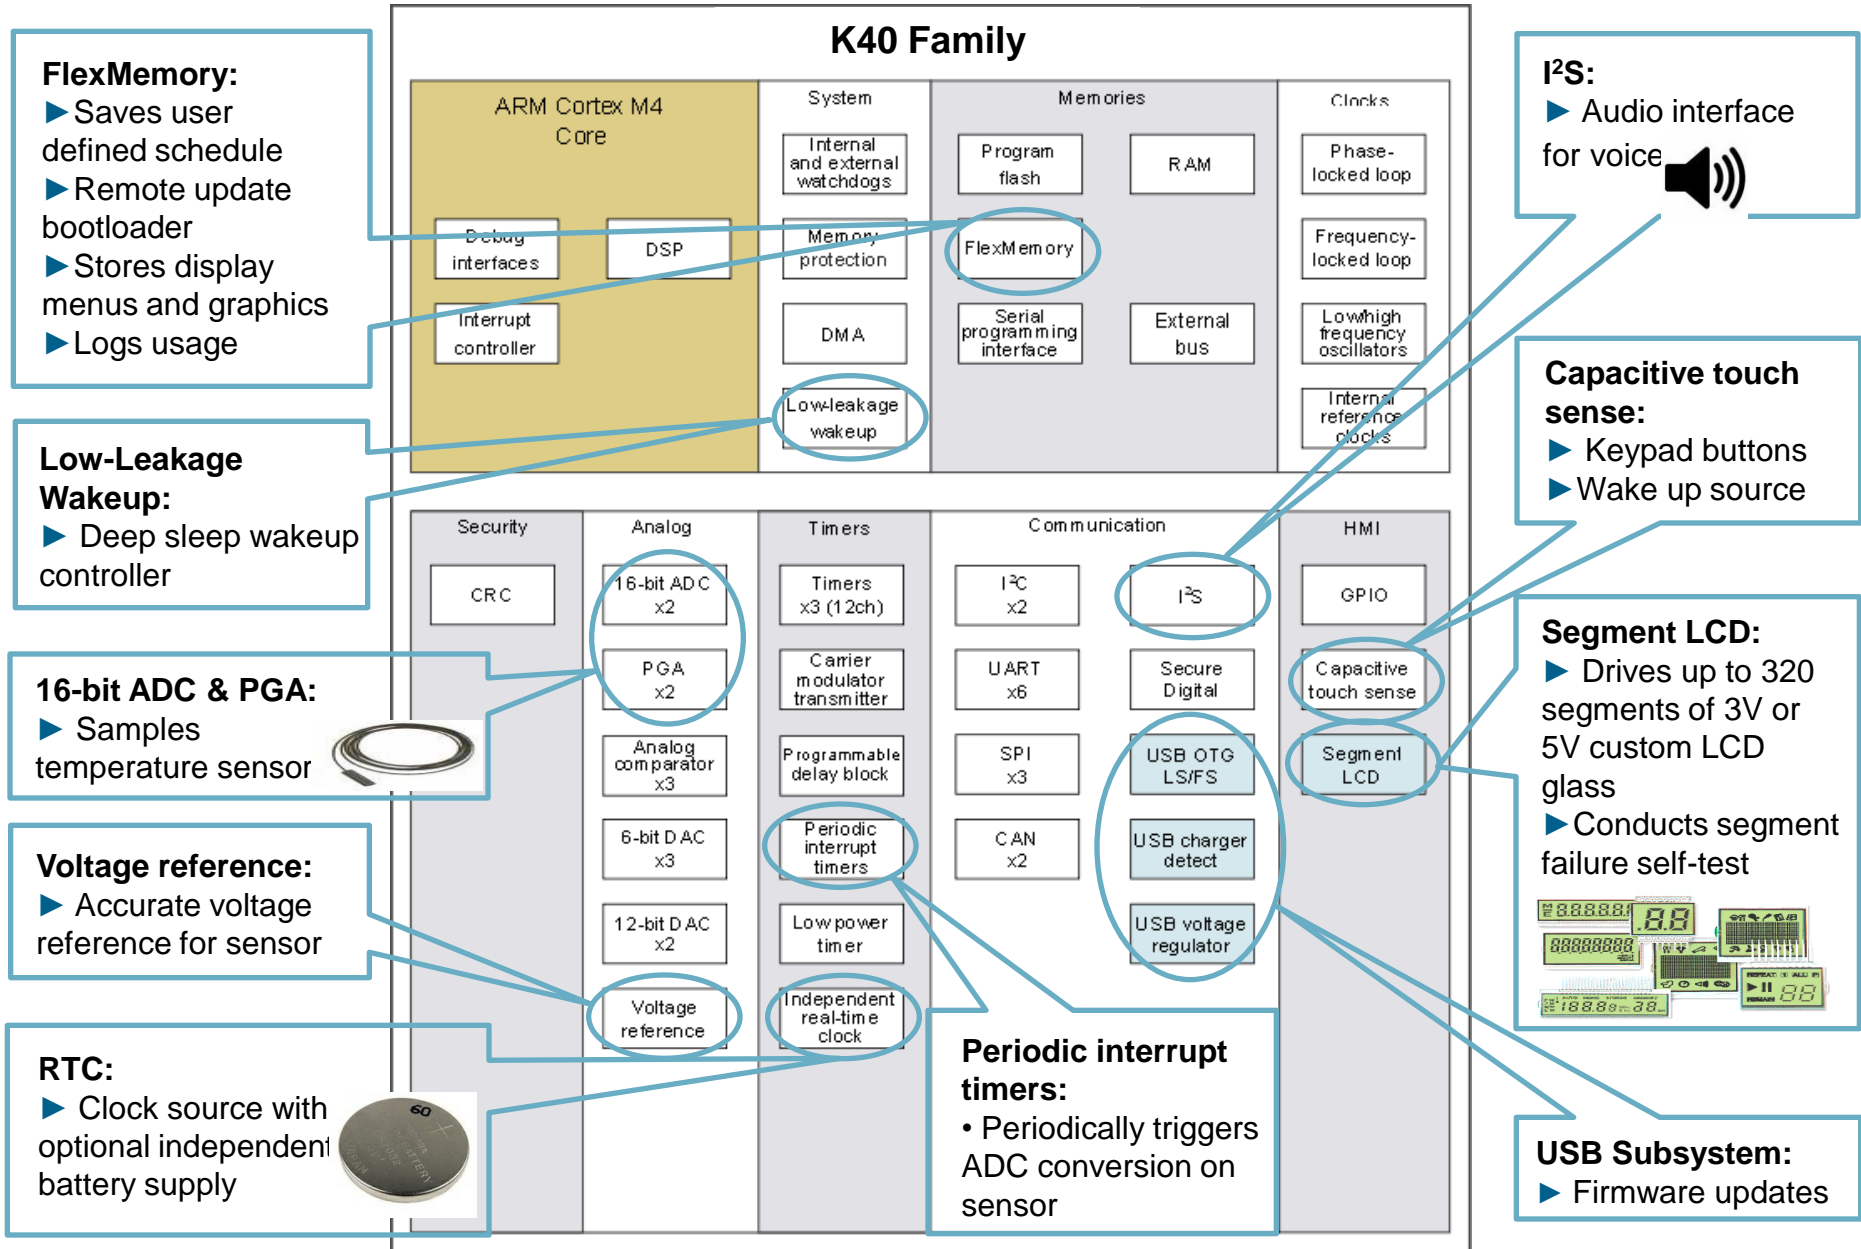 K40 Family
FlexMemory:
►Saves user
defined schedule
►Remote update
bootloader
►Stores display
menus and graphics
►Logs usage
Low-Leakage
Wakeup:
► Deep sleep wakeup
controller
16-bit ADC & PGA:
► Samples
temperature sensor
Voltage reference:
► Accurate voltage
reference for sensor
RTC:
► Clock source with
optional independent
battery supply
ARM Cortex M4
Core
Debug
interfaces
DSP
Interrupt
controller
System
Internal
and external
watchdogs
Memory
protection
DMA
Low-leakage
wakeup
Memories
Program
flash
RAM
FlexMemory
Serial
programming
interface
External
bus
Clocks
Phase-
locked loop
Frequency-
locked loop
Low/high
frequency
oscillators
Internal
reference
clocks
Security
CRC
Analog
16-bit ADC
x2
PGA
x2
Analog
comparator
x3
6-bit DAC
x3
12-bit DAC
x2
Voltage
reference
Timers
Timers
x3 (12ch)
Carrier
modulator
transmitter
Programmable
delay block
Periodic
interrupt
timers
Low power
timer
Independent
real-time
clock
Communication
I²C
x2
I²S
UART
x6
Secure
Digital
SPI
x3
USB OTG
LS/FS
CAN
x2
USB charger
detect
USB voltage
regulator
HMI
GPIO
Capacitive
touch sense
Segment
LCD
Periodic interrupt
timers:
• Periodically triggers
ADC conversion on
sensor
I²S:
► Audio interface
for voice
Capacitive touch
sense:
► Keypad buttons
►Wake up source
Segment LCD:
► Drives up to 320
segments of 3V or
5V custom LCD
glass
►Conducts segment
failure self-test
USB Subsystem:
► Firmware updates